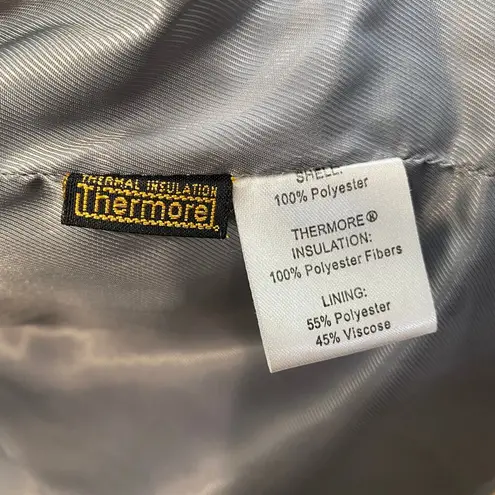 THERMAL INSULATION
Thermore
SHELL:
100% Polyester
THERMORE®
INSULATION:
100% Polyester Fibers
LINING:
55% Polyester
45% Viscose